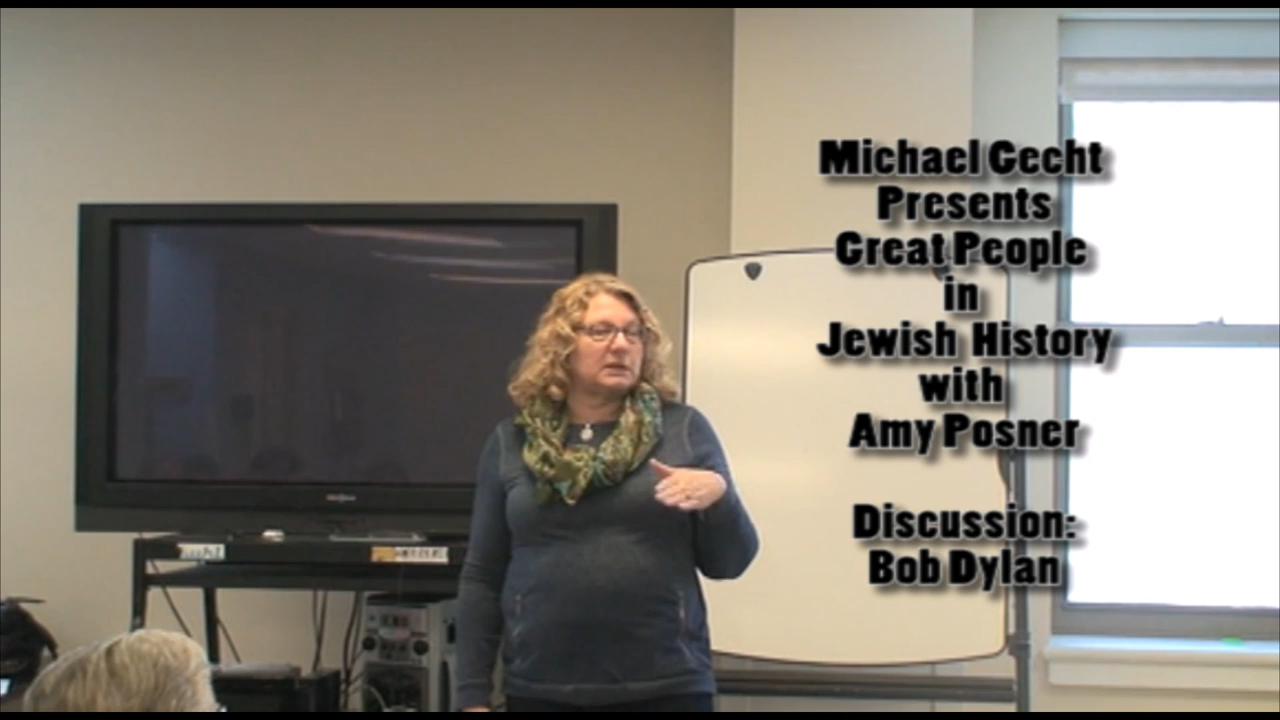 Michael Gecht
Presents
Great People
in
Jewish History
with
Amy Posner
Discussion:
Bob Dylan